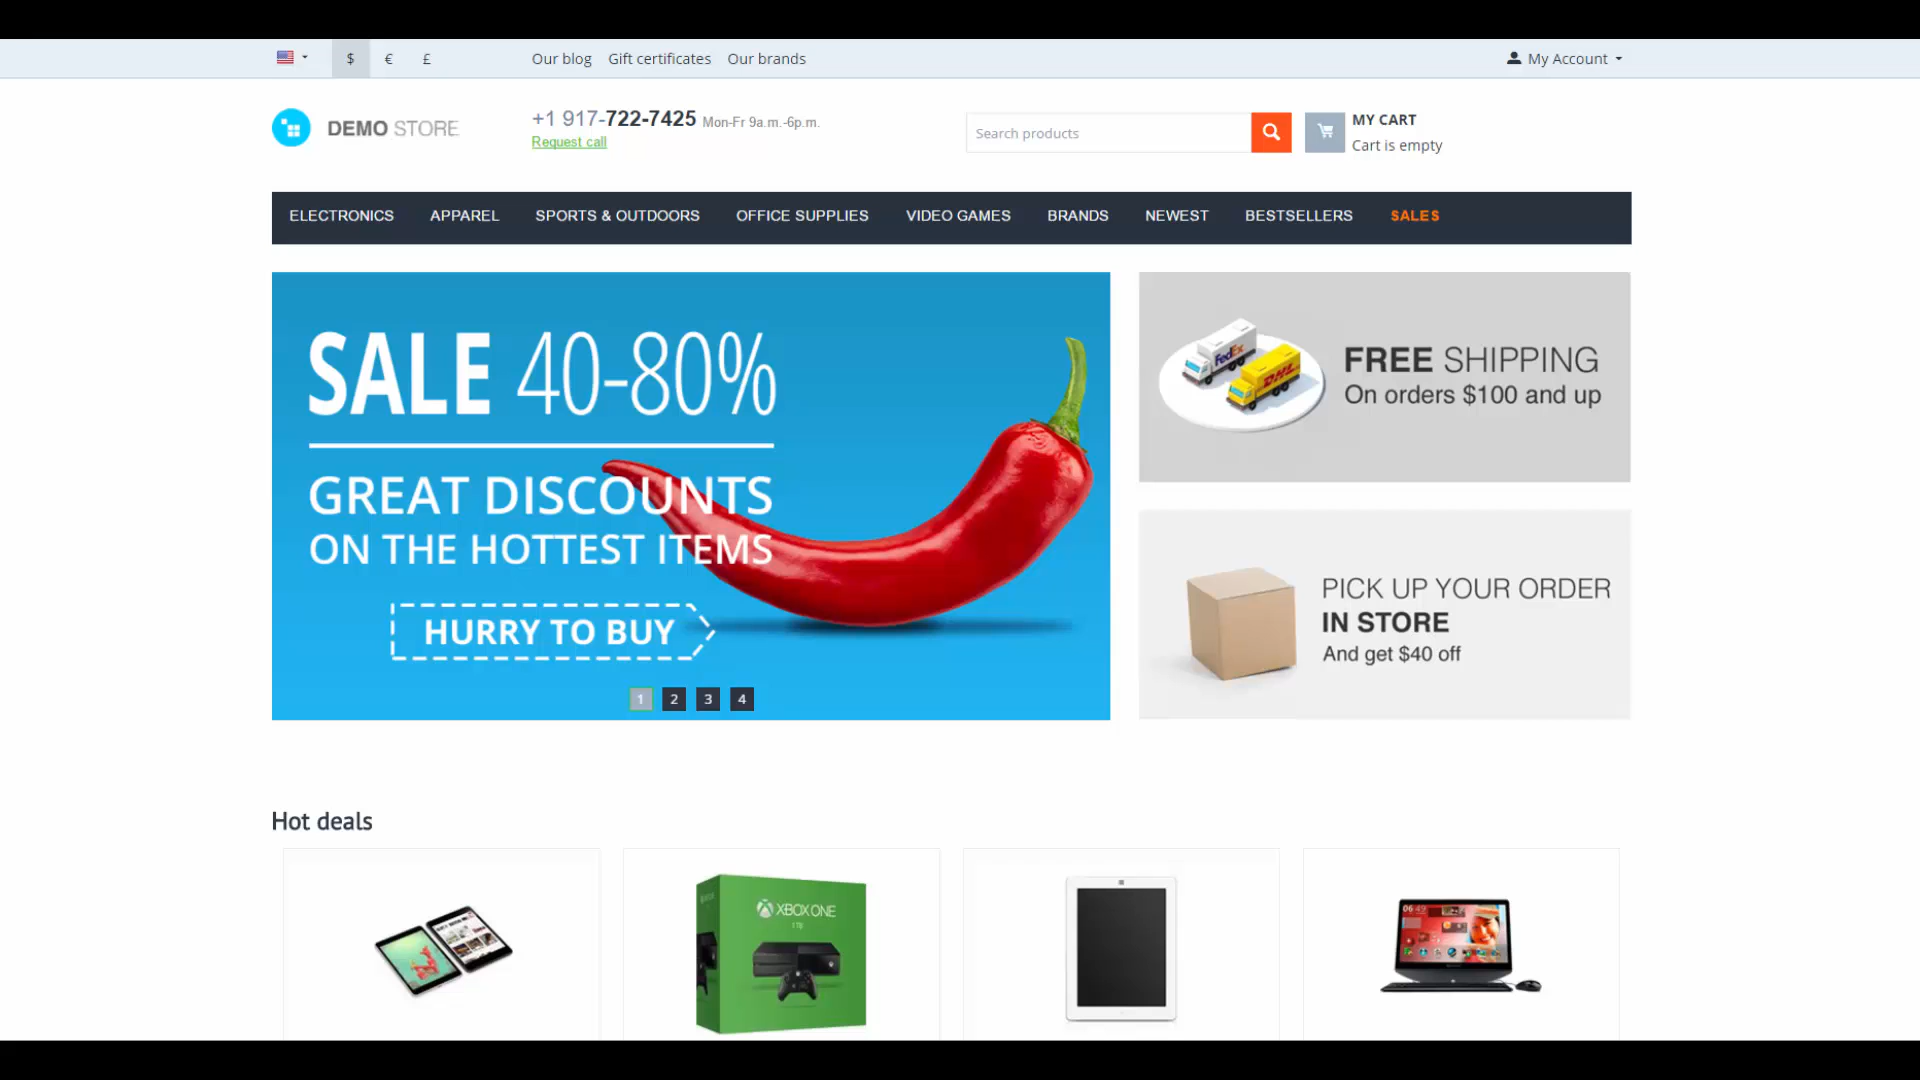 $ € £ Our blog Gift certificates Our brands My Account
DEMO STORE
+1 917-722-7425 Mon-Fr 9a.m.-6p.m.
Request call
Search products
MY CART
Cart is empty
ELECTRONICS APPAREL SPORTS & OUTDOORS OFFICE SUPPLIES VIDEO GAMES BRANDS NEWEST BESTSELLERS SALES
SALE 40-80%
GREAT DISCOUNTS
ON THE HOTTEST ITEMS
HURRY TO BUY
1 2 3 4
FedEx
DHL
FREE SHIPPING
On orders $100 and up
PICK UP YOUR ORDER
IN STORE
And get $40 off
Hot deals
XBOX ONE
06:49